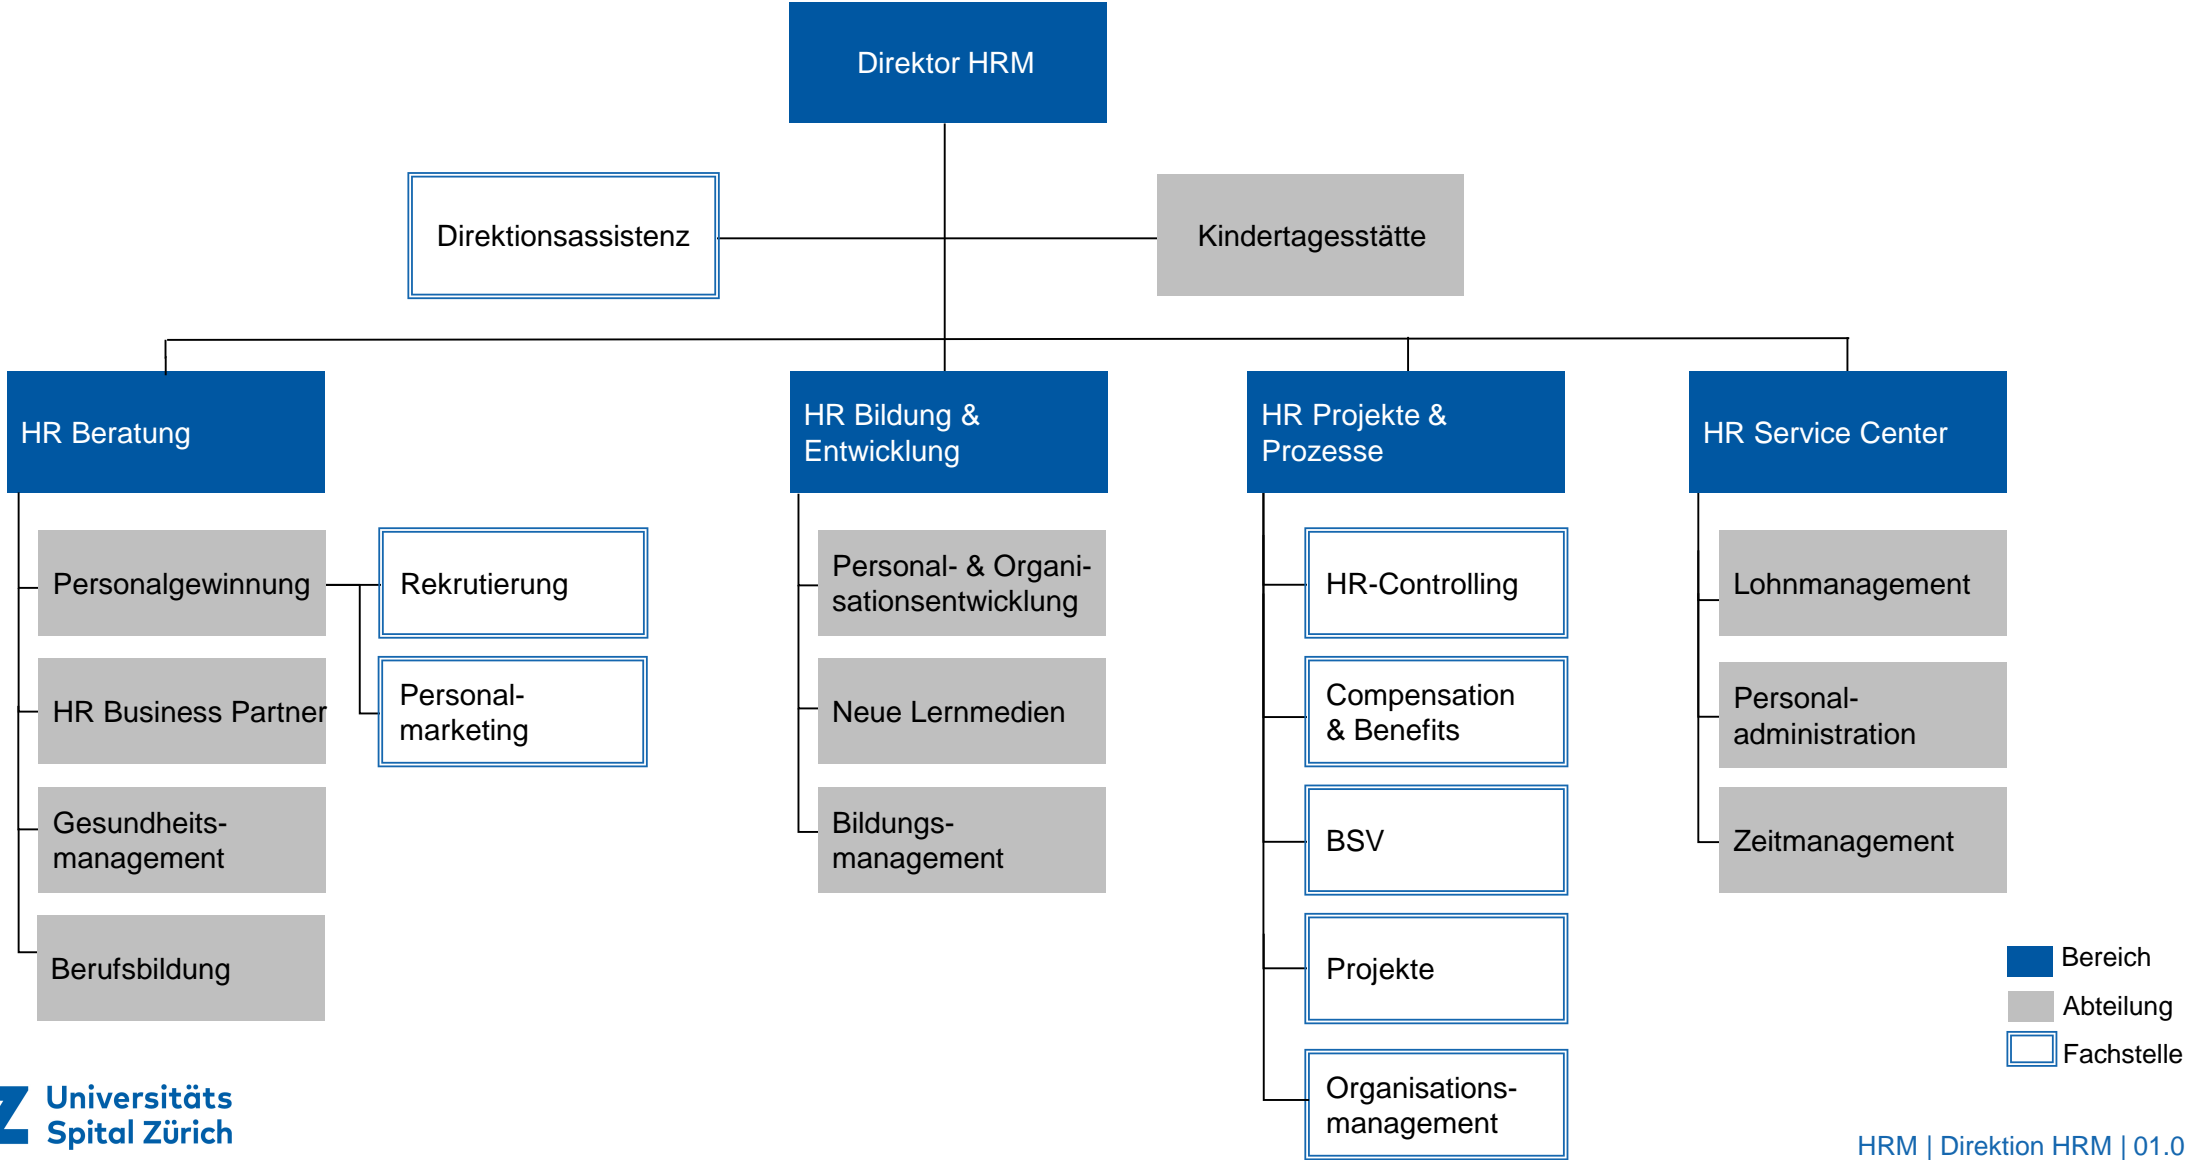 Direktor HRM
Direktionsassistenz
Kindertagesstätte
HR Beratung
HR Bildung &
Entwicklung
HR Projekte &
Prozesse
HR Service Center
Personalgewinnung
Rekrutierung
HR Business Partner
Personal-
marketing
Gesundheits-
management
Berufsbildung
Personal- & Organi-
sationsentwicklung
Neue Lernmedien
Bildungs-
management
HR-Controlling
Compensation
& Benefits
BSV
Projekte
Organisations-
management
Lohnmanagement
Personal-
administration
Zeitmanagement
Bereich
Abteilung
Fachstelle
Z Universitäts
Spital Zürich
HRM | Direktion HRM | 01.0